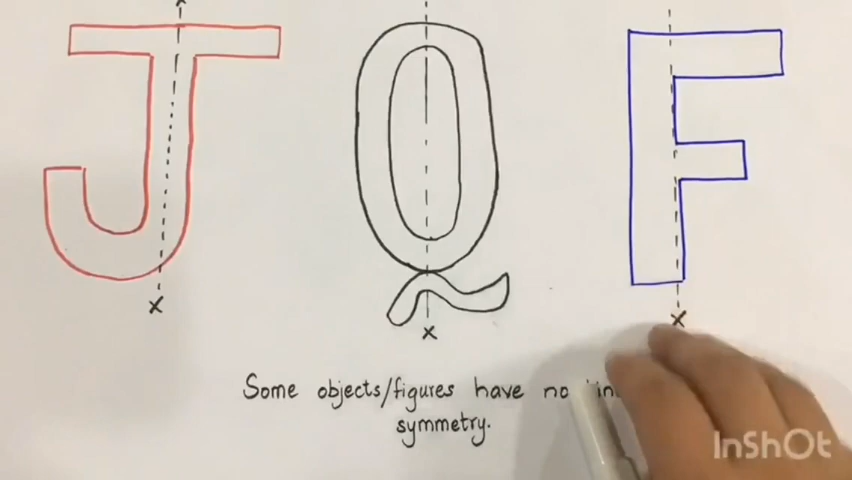 J Q F
x x x
Some objects/figures have no
symmetry.
InShOt